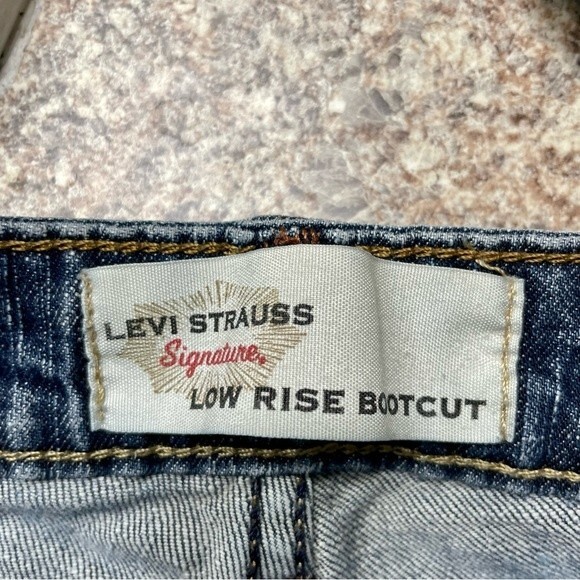 LEVI STRAUSS
Signature.
LOW RISE BOOTCUT